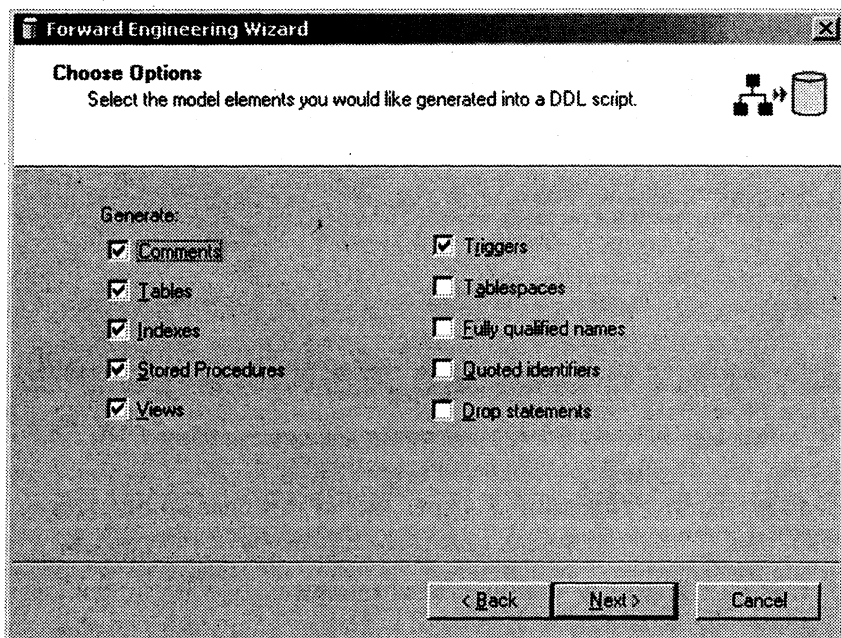 Forward Engineering Wizard
Choose Options
Select the model elements you would like generated into a DDL script.
Generate:
Comments
Tables
Indexes
Stored Procedures
Views
Triggers
Tablespaces
Fully qualified names
Quoted identifiers
Drop statements
< Back
Next >
Cancel